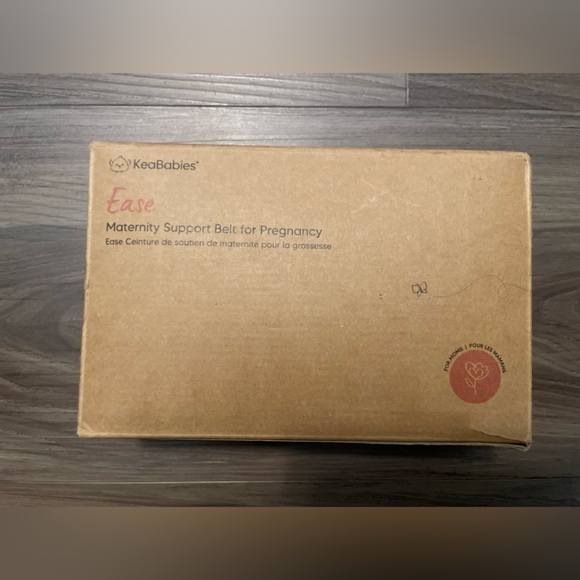 KeaBabies®
Ease
Maternity Support Belt for Pregnancy
Ease Ceinture de soutien de maternité pour la grossesse
FOR MOMS | POUR LES MAMANS